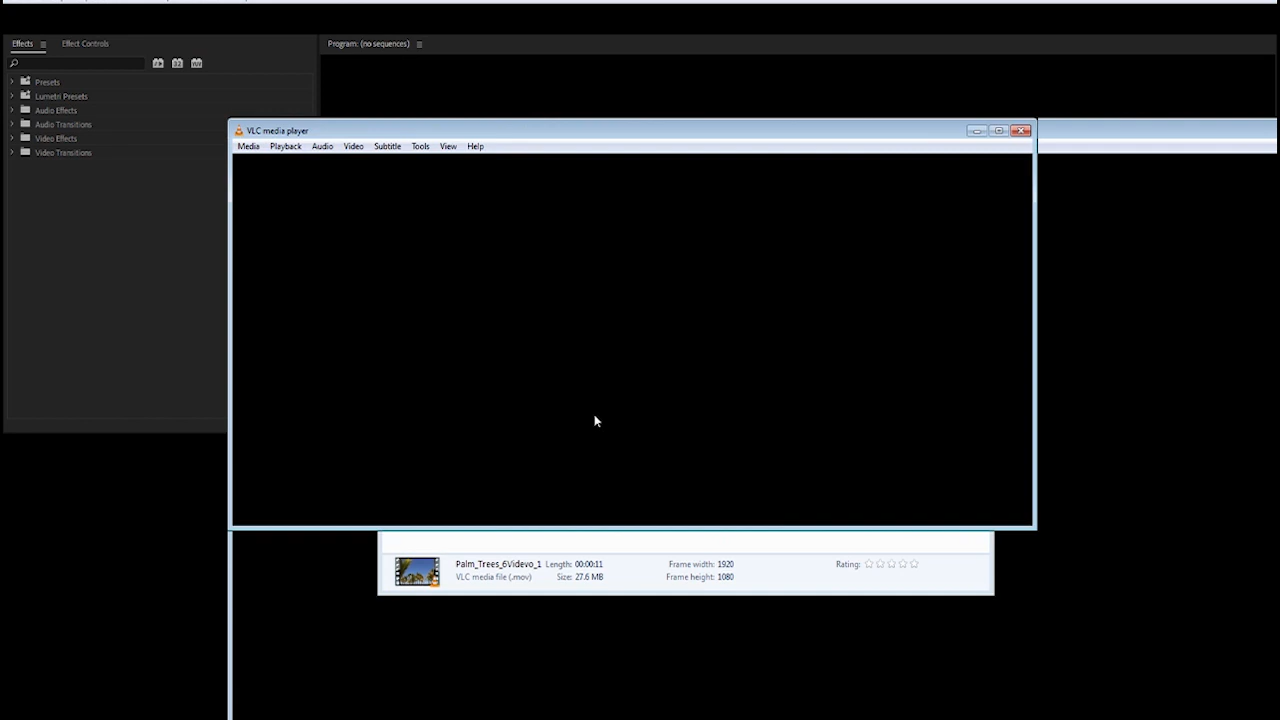 Effects
Effect Controls
Program: (no sequences)
Presets
Lumetri Presets
Audio Effects
Audio Transitions
Video Effects
Video Transitions
VLC media player
Media Playback Audio Video Subtitle Tools View Help
Palm_Trees_6Videvo_1 Length: 00:00:11 Frame width: 1920 Rating:
VLC media file (.mov) Size: 27.6 MB Frame height: 1080